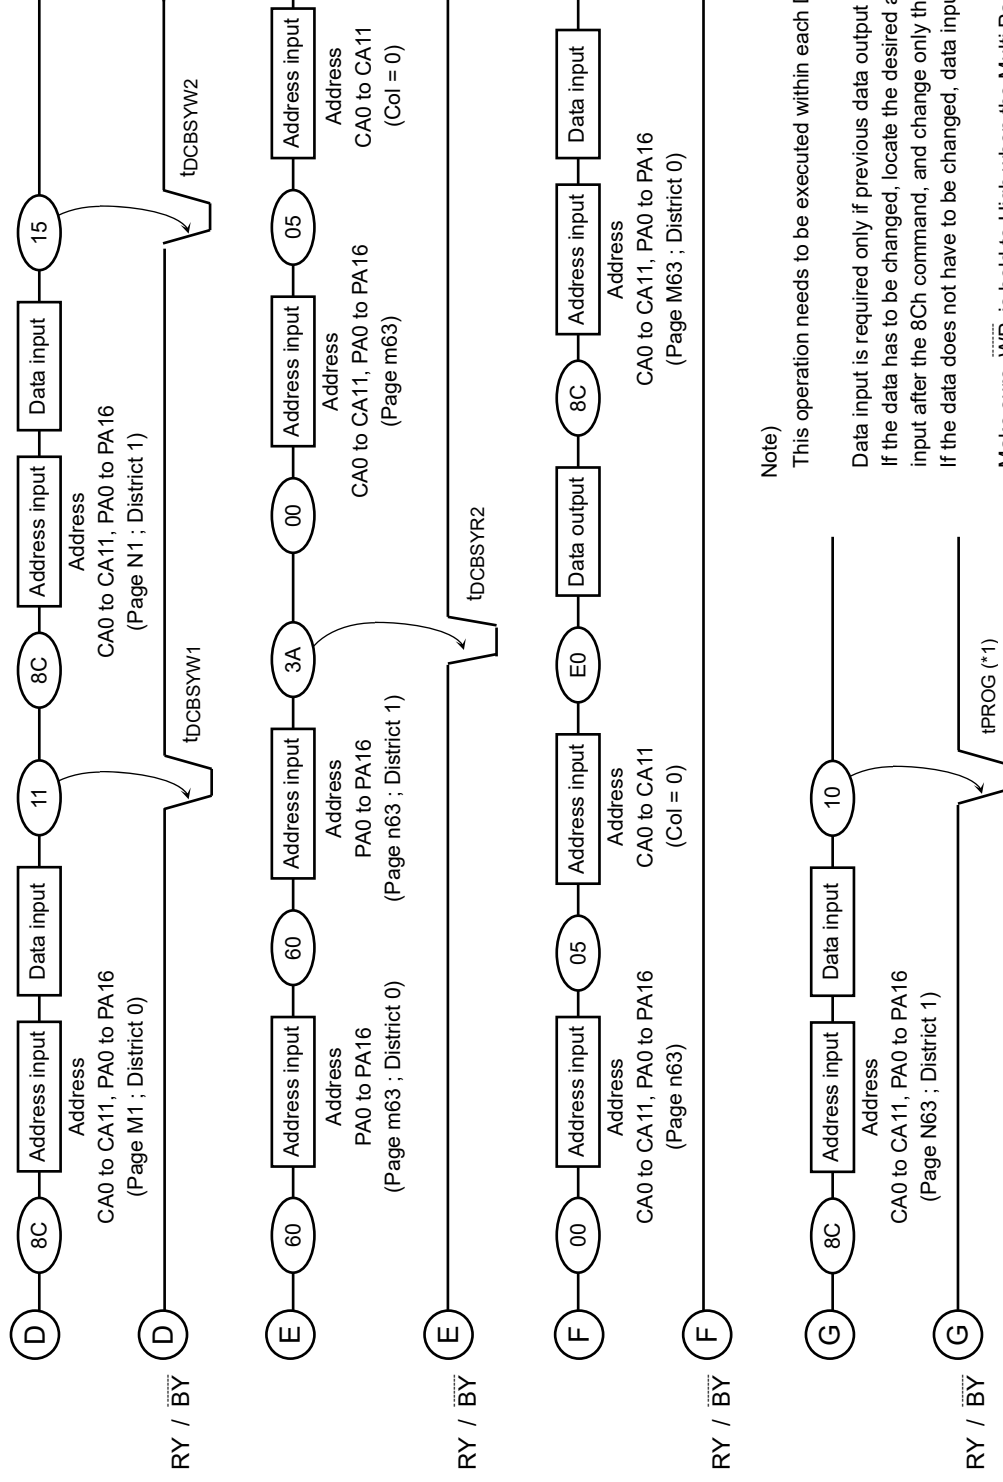 D 8C Address input Data input 11 8C Address input Data input 15
Address
CA0 to CA11, PA0 to PA16
(Page M1 ; District 0)
Address
CA0 to CA11, PA0 to PA16
(Page N1 ; District 1)
RY / BY D tDCBSYW1 tDCBSYW2
E 60 Address input 60 Address input 3A 00 Address input 05 Address input
Address
PA0 to PA16
(Page m63 ; District 0)
Address
PA0 to PA16
(Page n63 ; District 1)
Address
CA0 to CA11, PA0 to PA16
(Page m63)
Address
CA0 to CA11
(Col = 0)
RY / BY E tDCBSYR2
F 00 Address input 05 Address input E0 Data output 8C Address input Data input
Address
CA0 to CA11, PA0 to PA16
(Page n63)
Address
CA0 to CA11
(Col = 0)
Address
CA0 to CA11, PA0 to PA16
(Page M63 ; District 0)
RY / BY F
G 8C Address input Data input 10
Address
CA0 to CA11, PA0 to PA16
(Page N63 ; District 1)
RY / BY G tPROG (*1)
Note)
This operation needs to be executed within each
Data input is required only if previous data output
If the data has to be changed, locate the desired
input after the 8Ch command, and change only
If the data does not have to be changed, data